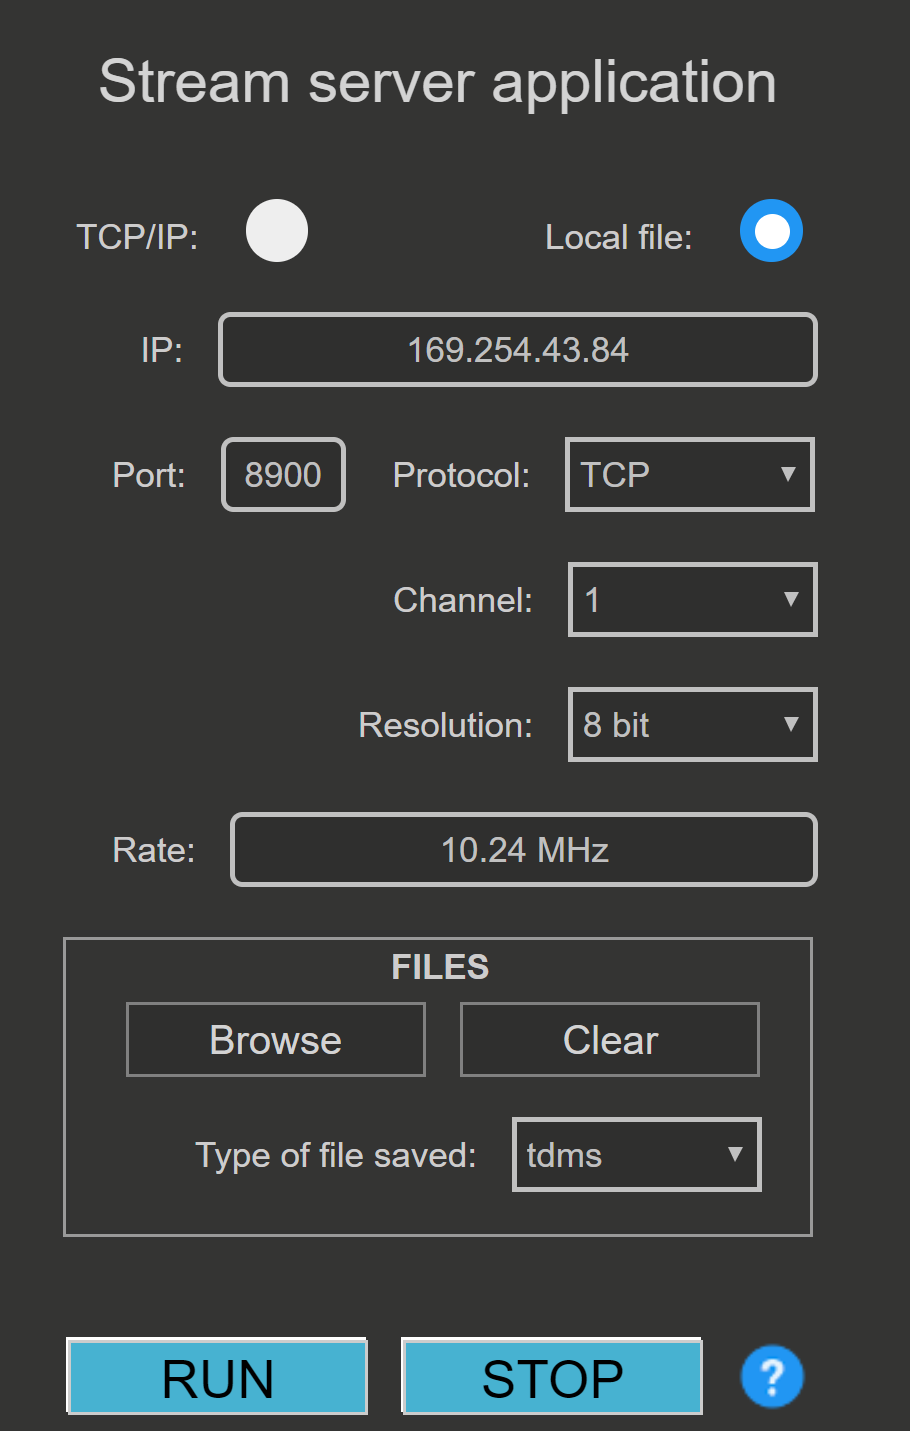 Stream server application
TCP/IP: Local file:
IP: 169.254.43.84
Port: 8900 Protocol: TCP ▼
Channel: 1 ▼
Resolution: 8 bit ▼
Rate: 10.24 MHz
FILES
Browse Clear
Type of file saved: tdms ▼
RUN STOP ?